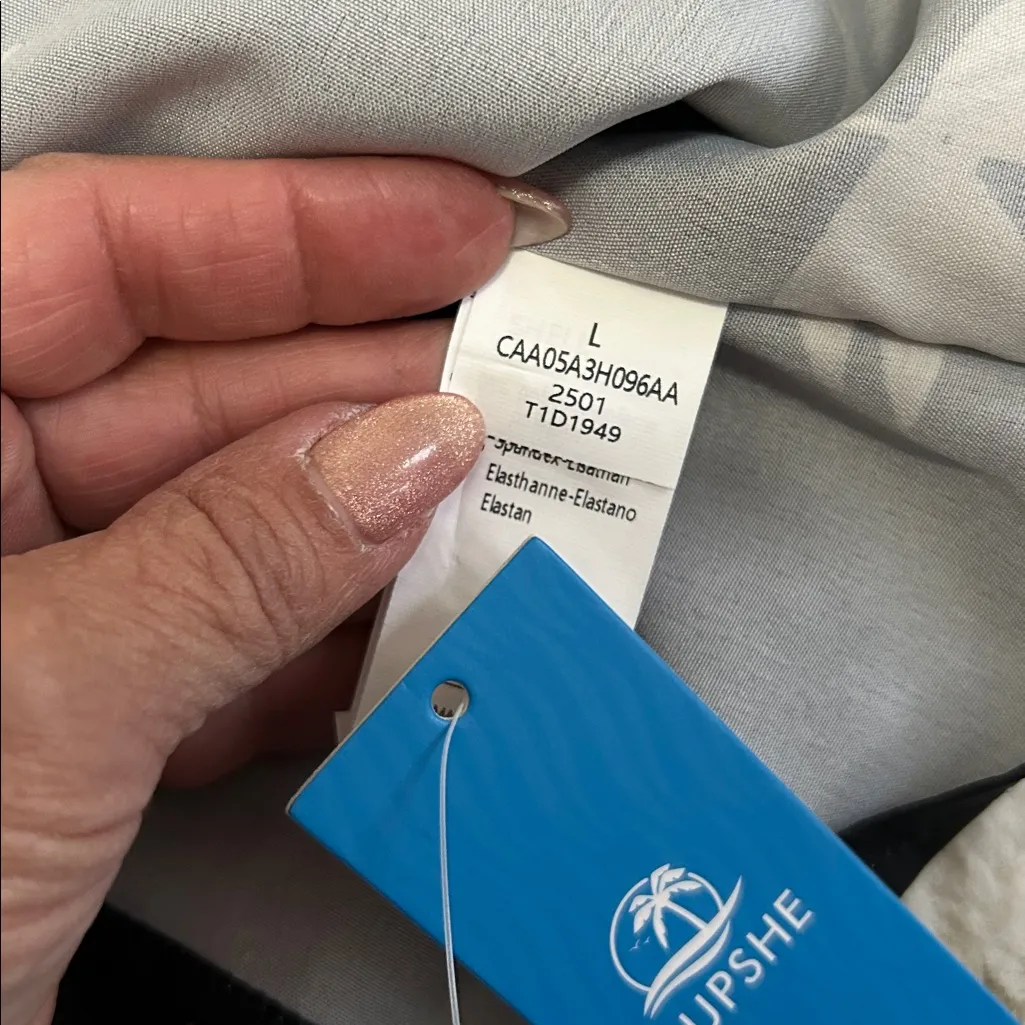 L
CAA05A3H096AA
2501
T1D1949
Elasthanne-Elastano
Elastan
UPSHE